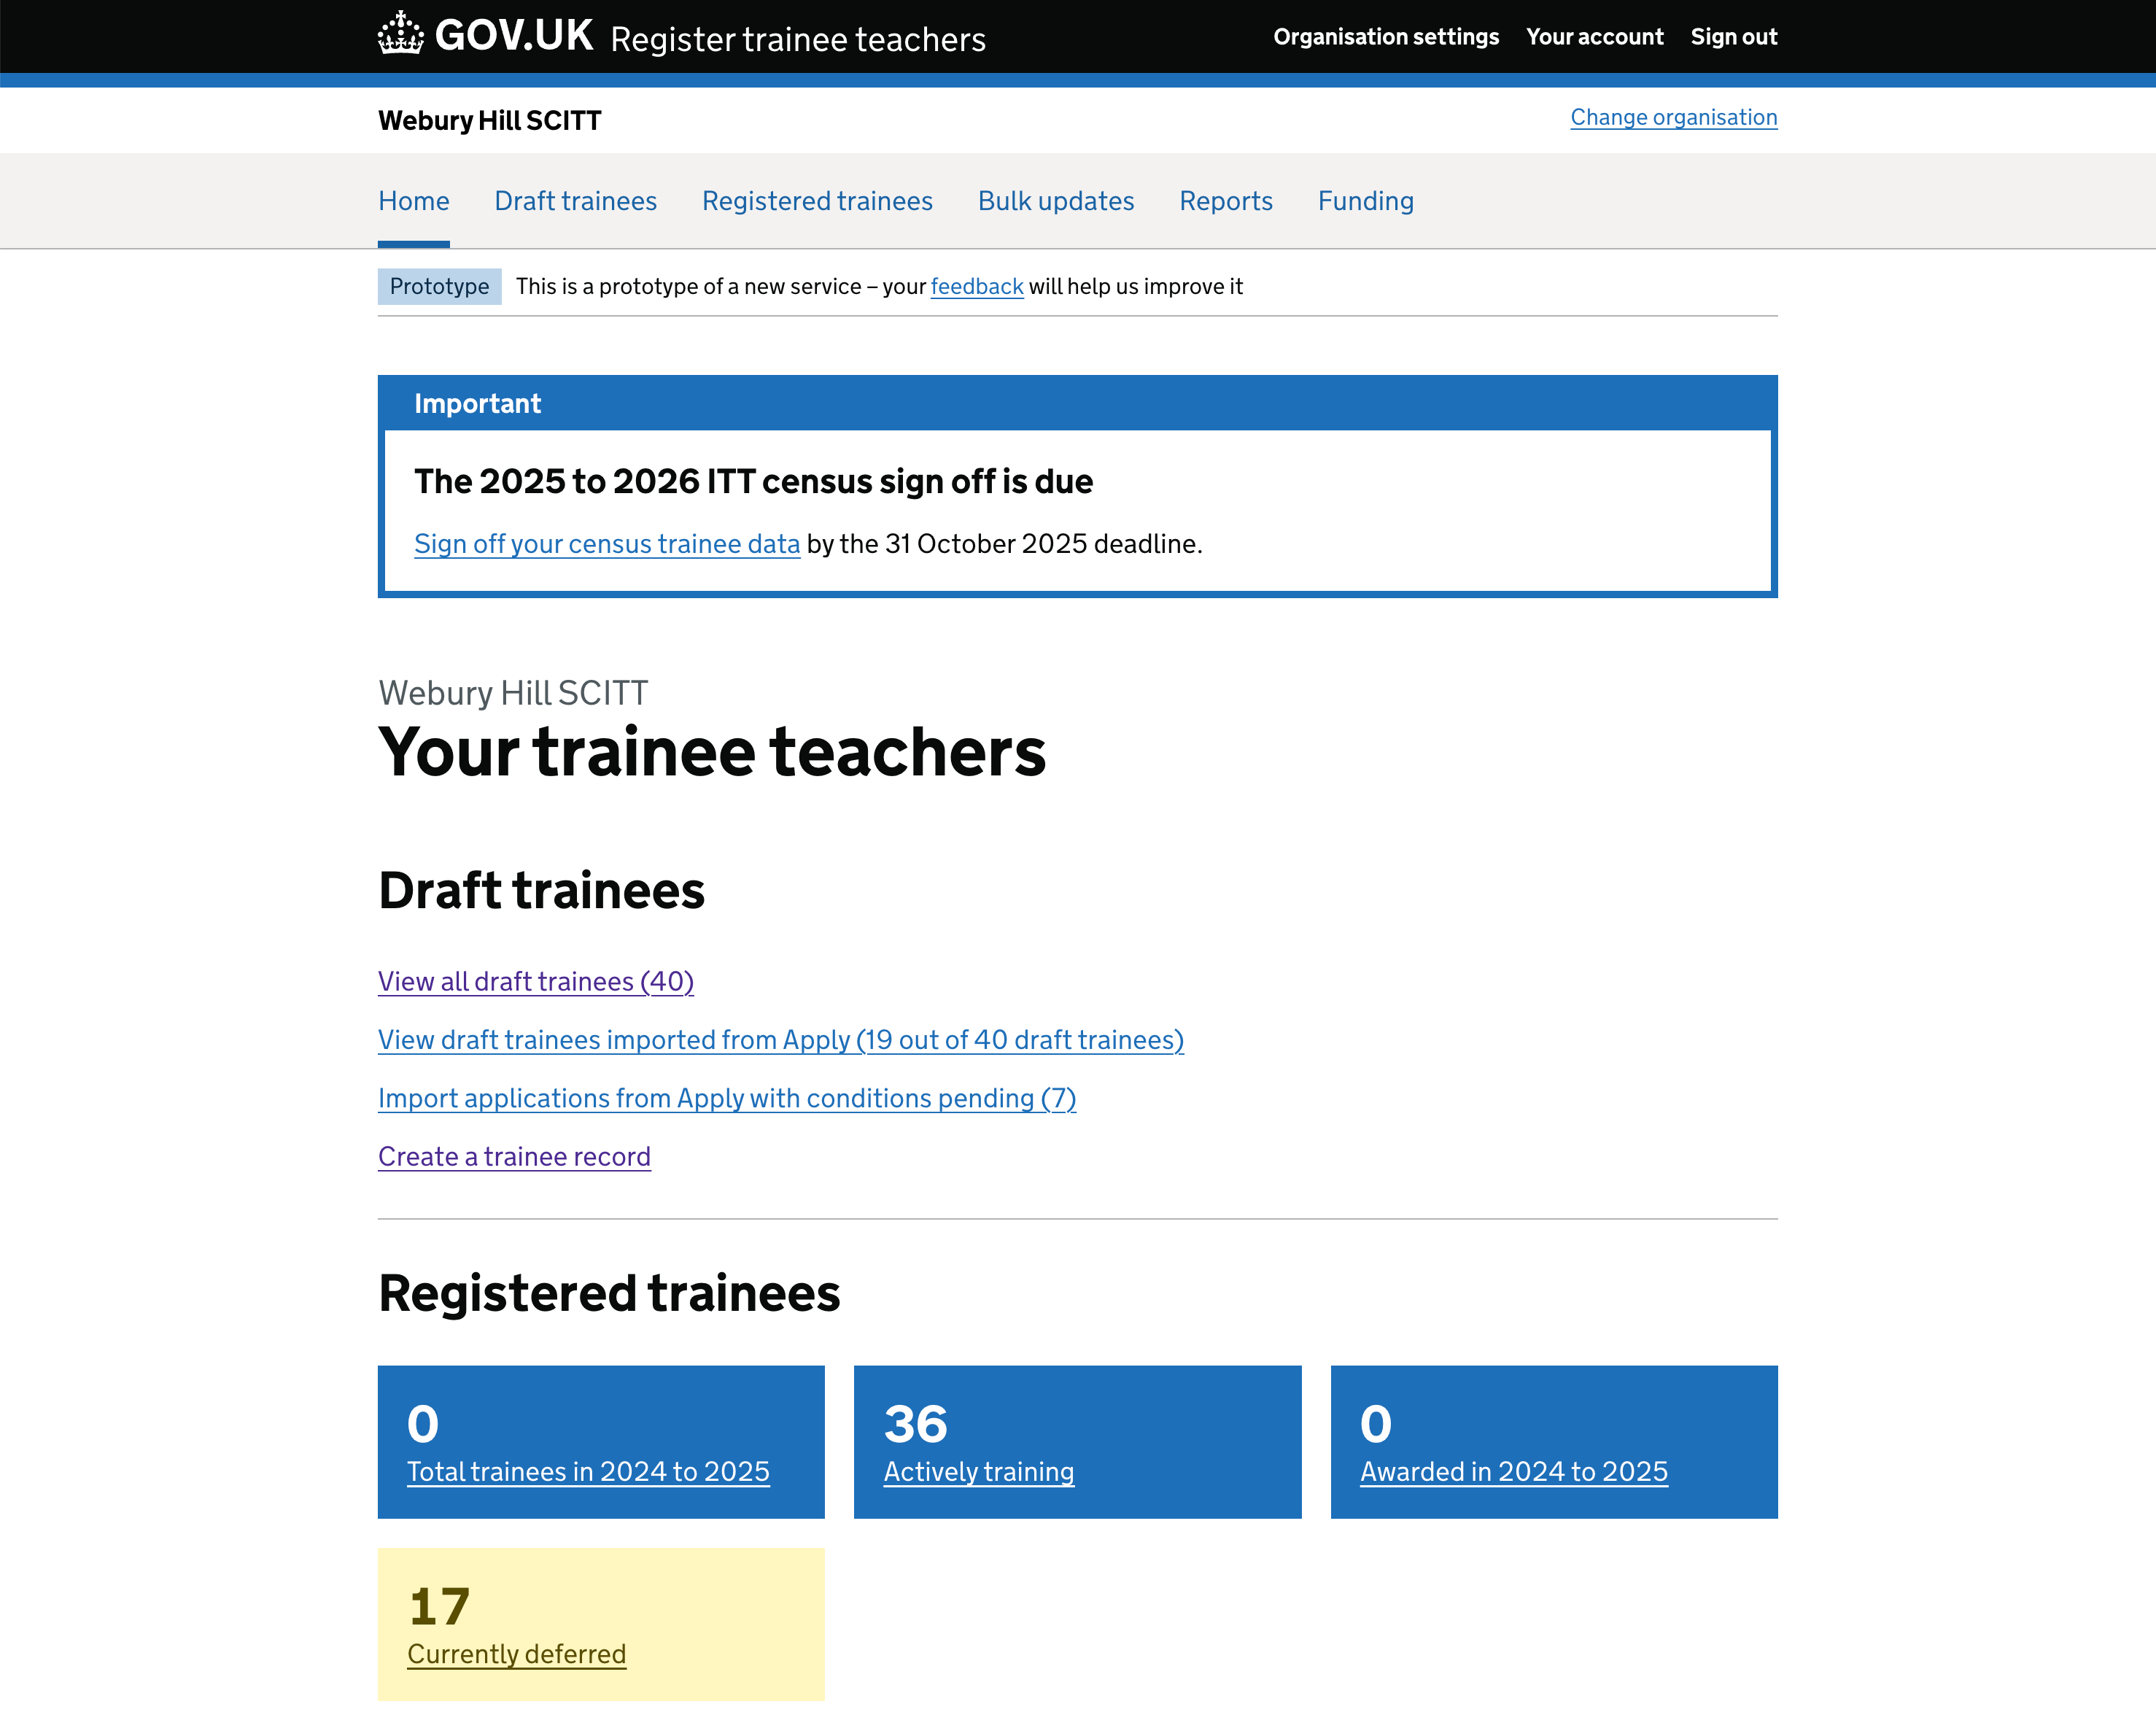 GOV.UK Register trainee teachers
Organisation settings Your account Sign out
Webury Hill SCITT
Change organisation
Home Draft trainees Registered trainees Bulk updates Reports Funding
Prototype This is a prototype of a new service – your feedback will help us improve it
Important
The 2025 to 2026 ITT census sign off is due
Sign off your census trainee data by the 31 October 2025 deadline.
Webury Hill SCITT
Your trainee teachers
Draft trainees
View all draft trainees (40)
View draft trainees imported from Apply (19 out of 40 draft trainees)
Import applications from Apply with conditions pending (7)
Create a trainee record
Registered trainees
0
Total trainees in 2024 to 2025
36
Actively training
0
Awarded in 2024 to 2025
17
Currently deferred